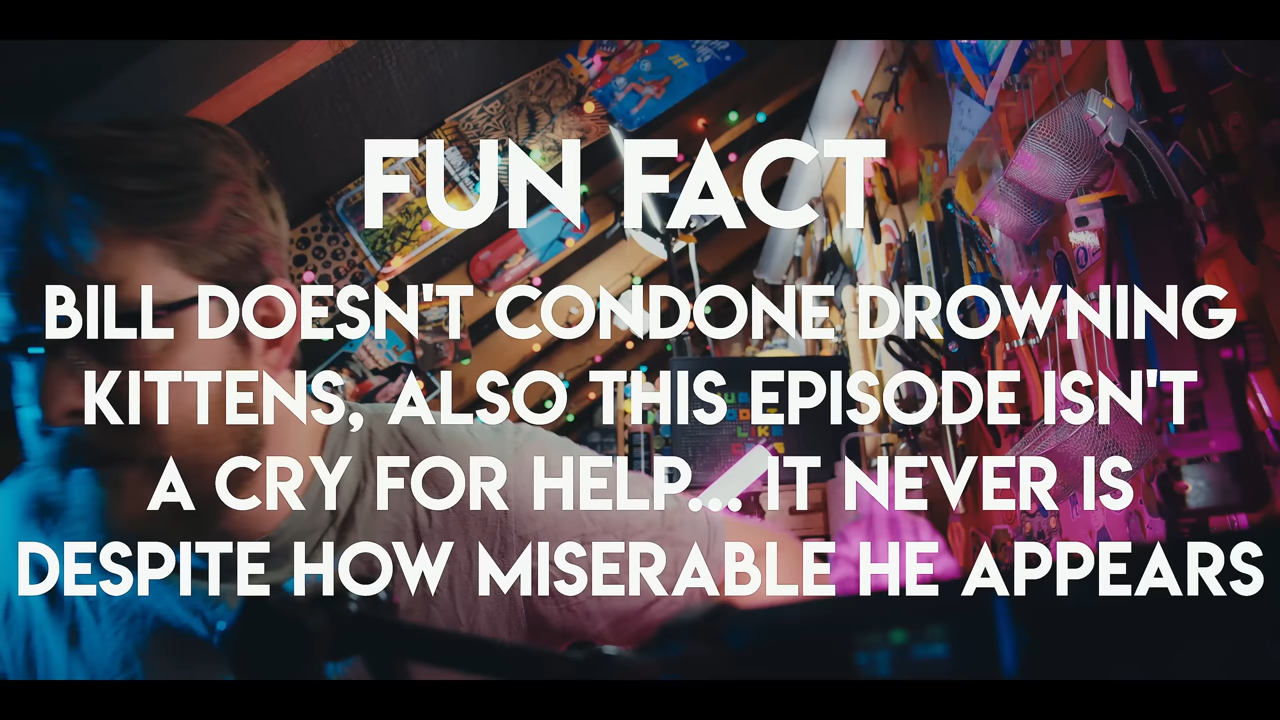 FUN FACT
BILL DOESN'T CONDONE DROWNING
KITTENS, ALSO THIS EPISODE ISN'T
A CRY FOR HELP... IT NEVER IS
DESPITE HOW MISERABLE HE APPEARS